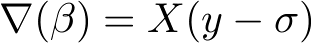 ∇(β) = X(y − σ)